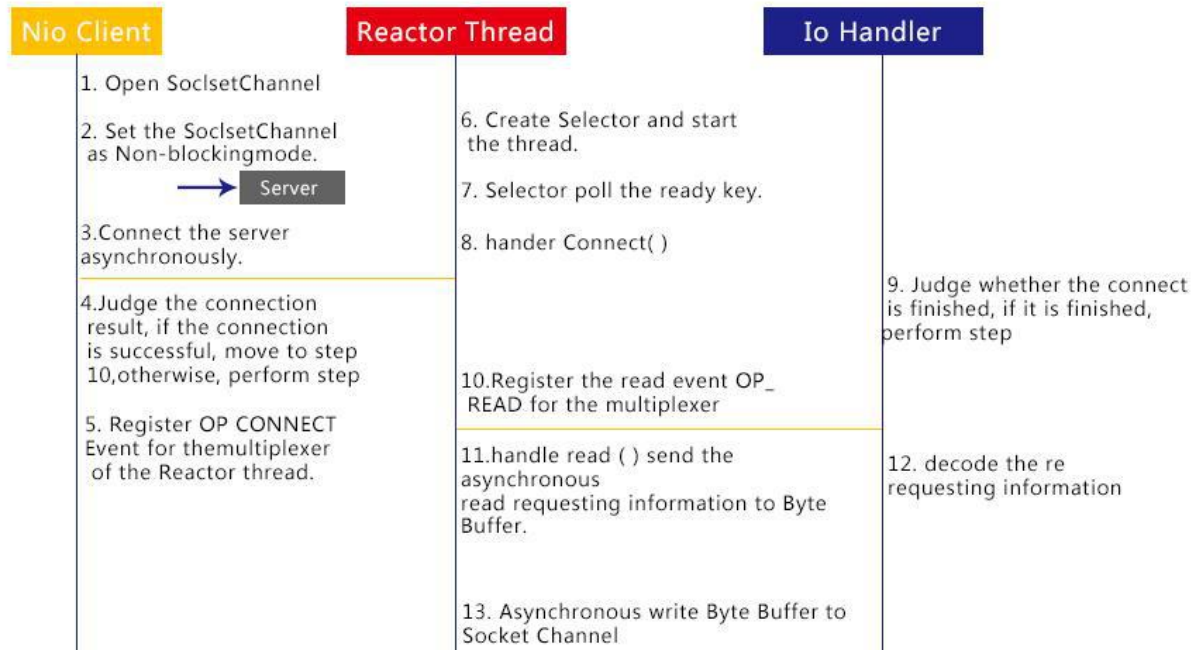 Nio Client
Reactor Thread
Io Handler
1. Open SoclsetChannel
2. Set the SoclsetChannel
as Non-blockingmode.
Server
3.Connect the server
asynchronously.
4.Judge the connection
result, if the connection
is successful, move to step
10,otherwise, perform step
5. Register OP CONNECT
Event for themultiplexer
of the Reactor thread.
6. Create Selector and start
the thread.
7. Selector poll the ready key.
8. hander Connect( )
9. Judge whether the connect
is finished, if it is finished,
perform step
10.Register the read event OP_
READ for the multiplexer
11.handle read ( ) send the
asynchronous
read requesting information to Byte
Buffer.
12. decode the re
requesting information
13. Asynchronous write Byte Buffer to
Socket Channel